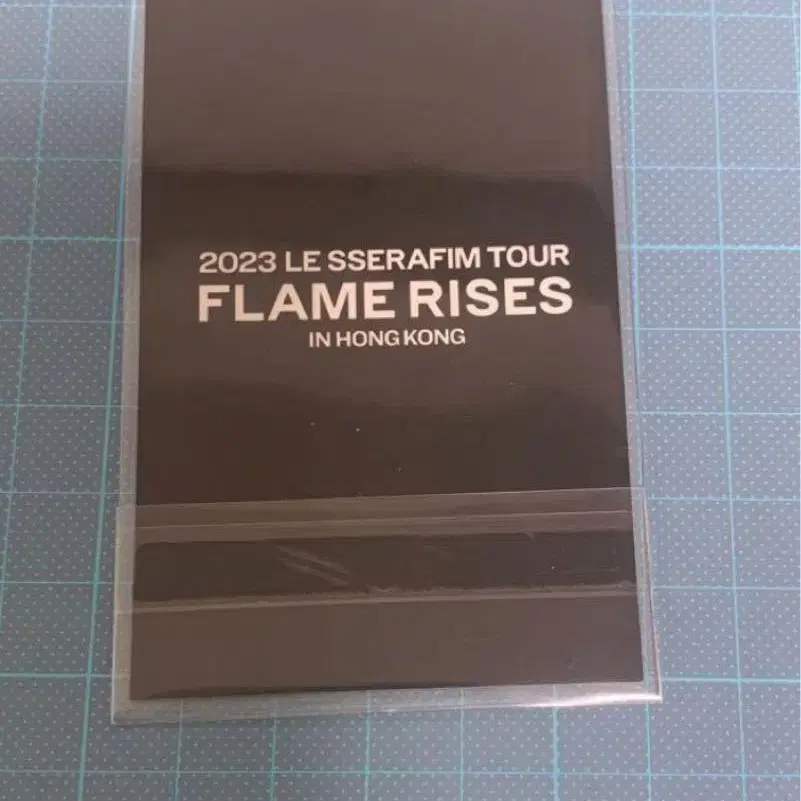 2023 LE SSERAFIM TOUR
FLAME RISES
IN HONG KONG